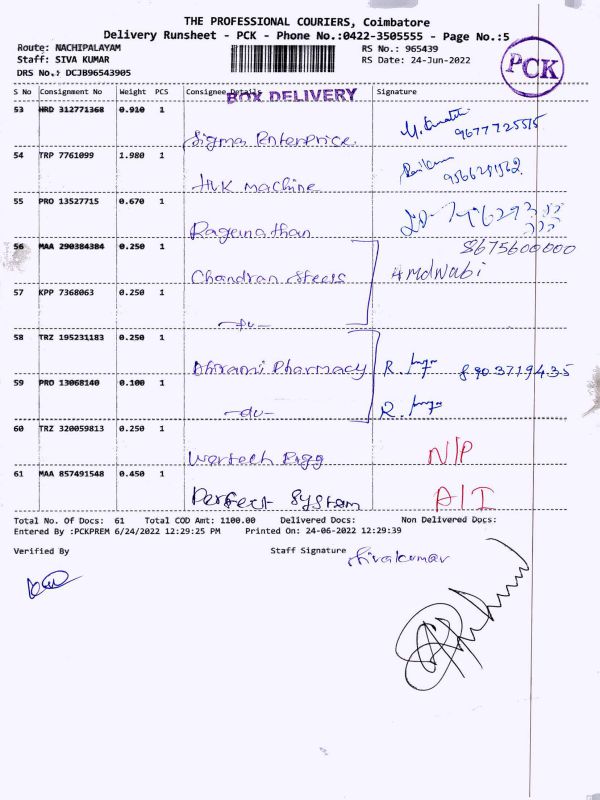 THE PROFESSIONAL COURIERS, Coimbatore
Delivery Runsheet - PCK - Phone No.:0422-3505555 - Page No.:5
Route: NACHIPALAYAM RS No.: 965439
Staff: SIVA KUMAR RS Date: 24-Jun-2022
DRS No.: DCJB96543905
PCK
S No Consignment No Weight PCS Consignee Details Signature
BOX DELIVERY
53 HRD 312771368 0.910 1
Sigma Enterprice. 9677725515
54 TRP 7761099 1.980 1
HVK machine
55 PRO 13527715 0.670 1
Ragunathan
8675600000
56 MAA 290384384 0.250 1
Chandran Steels
57 KPP 7368063 0.250 1
-du-
58 TRZ 195231183 0.250 1
Abirami Pharmacy R. 8903719435
59 PRO 13068140 0.100 1
-du- R.
60 TRZ 320059813 0.250 1
N/P
61 MAA 857491548 0.450 1
Perfect System A/I
Total No. Of Docs: 61 Total COD Amt: 1100.00 Delivered Docs: Non Delivered Docs:
Entered By :PCKPREM 6/24/2022 12:29:25 PM Printed On: 24-06-2022 12:29:39
Verified By Staff Signature Sivakumar